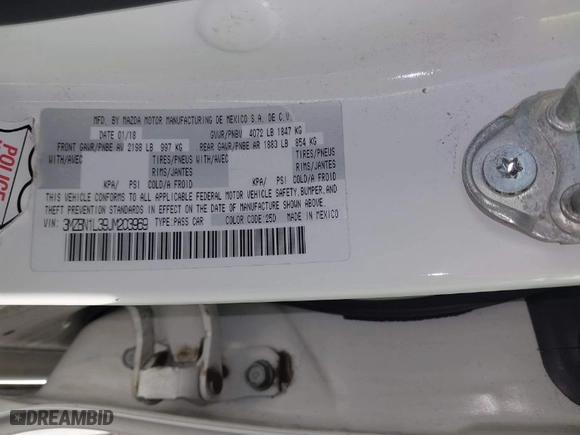 MFD. BY MAZDA MOTOR MANUFACTURING DE MEXICO S.A. DE C.V.
DATE 01/18 GVWR/PNBV 4072 LB 1847 KG
FRONT GAWR/PNBE AV 2198 LB 997 KG REAR GAWR/PNBE AR 1883 LB 854 KG
WITH/AVEC TIRES/PNEUS WITH/AVEC TIRES/PNEUS
RIMS/JANTES RIMS/JANTES
KPA/ PSI COLD/A FROID KPA/ PSI COLD/A FROID
THIS VEHICLE CONFORMS TO ALL APPLICABLE FEDERAL MOTOR VEHICLE SAFETY, BUMPER, AND
THEFT PREVENTION STANDARDS IN EFFECT ON THE DATE OF MANUFACTURE SHOWN ABOVE.
VIN: 3MZBN1L39JM203969 TYPE: PASS CAR COLOR CODE: 25D MADE IN MEXICO
POLICE
DREAMBID